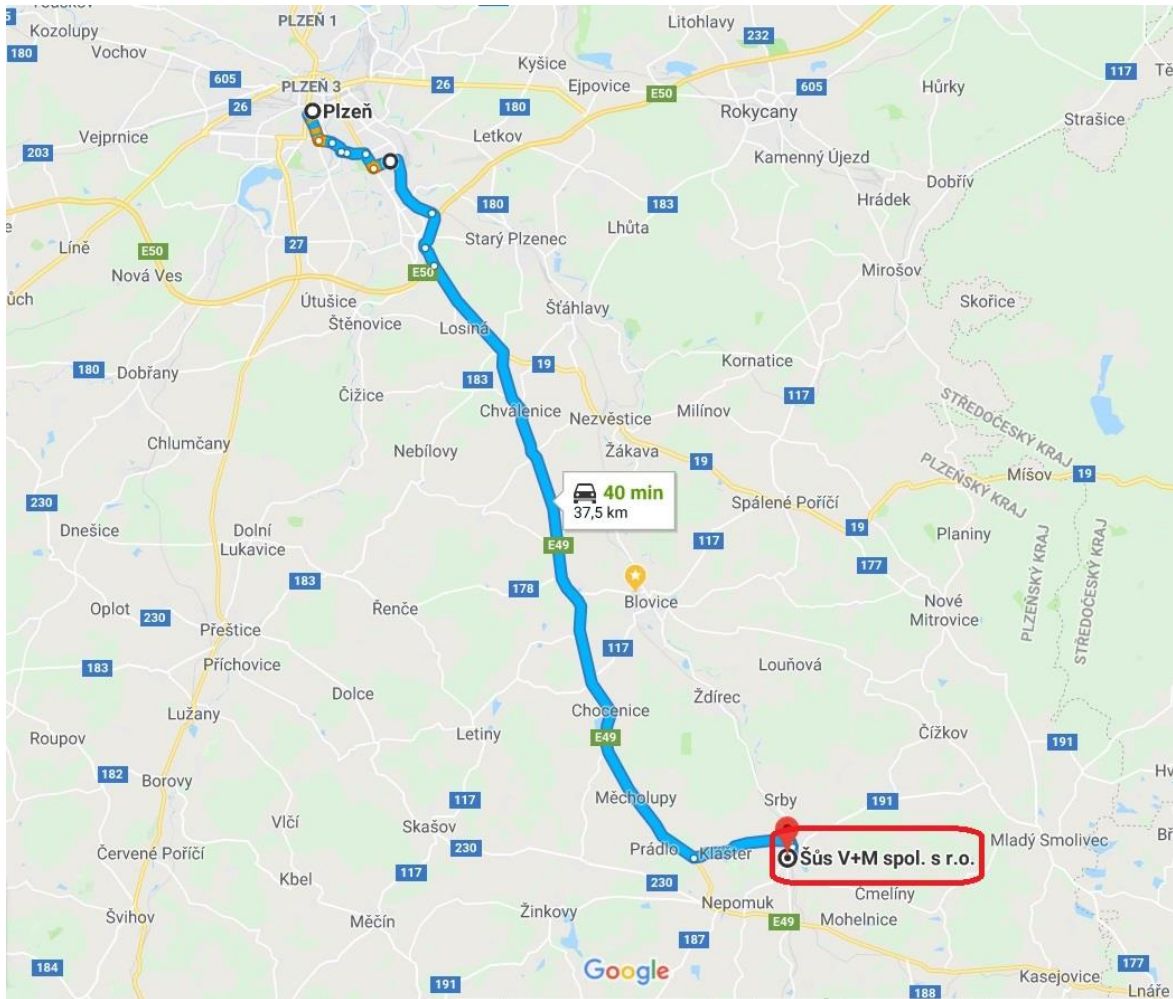 5
Kozolupy
180
Vochov
PLZEŇ 1
Litohlavy
232
605
26
PLZEŇ 3
Plzeň
Vejprnice
203
26
Kyšice
Ejpovice
E50
180
Letkov
Rokycany
605
Hůrky
117
Tě
Strašice
Kamenný Újezd
Dobřív
Hrádek
180
Starý Plzenec
183
Lhůta
Líně
E50
Nová Ves
27
E50
Mirošov
ůch
Útušice
Štěnovice
Šťáhlavy
Skořice
Losiná
19
Kornatice
180
Dobřany
183
Čižice
117
Chválenice
Nezvěstice
Milínov
STŘEDOČESKÝ KRAJ
PLZEŇSKÝ KRAJ
Chlumčany
Nebílovy
Žákava
19
Míšov
19
230
40 min
37,5 km
Spálené Poříčí
19
Dnešice
Dolní
Lukavice
E49
117
Planiny
177
PLZEŇSKÝ KRAJ
STŘEDOČESKÝ KRAJ
183
178
Blovice
Oplot
230
Řenče
Nové
Mitrovice
Přeštice
183
Příchovice
117
Louňová
Dolce
Ždírec
Lužany
Chocenice
Čížkov
Roupov
Letiny
E49
191
182
Borovy
Měcholupy
Srby
191
Hv
117
Vlčí
Skašov
Mladý Smolivec
Bř
Červené Poříčí
230
Prádlo
Klášter
Šůs V+M spol. s r.o.
117
Kbel
230
Čmelíny
Švihov
Měčín
Žinkovy
Nepomuk
E49
Mohelnice
187
184
191
Google
188
Kasejovice
177
Lnáře